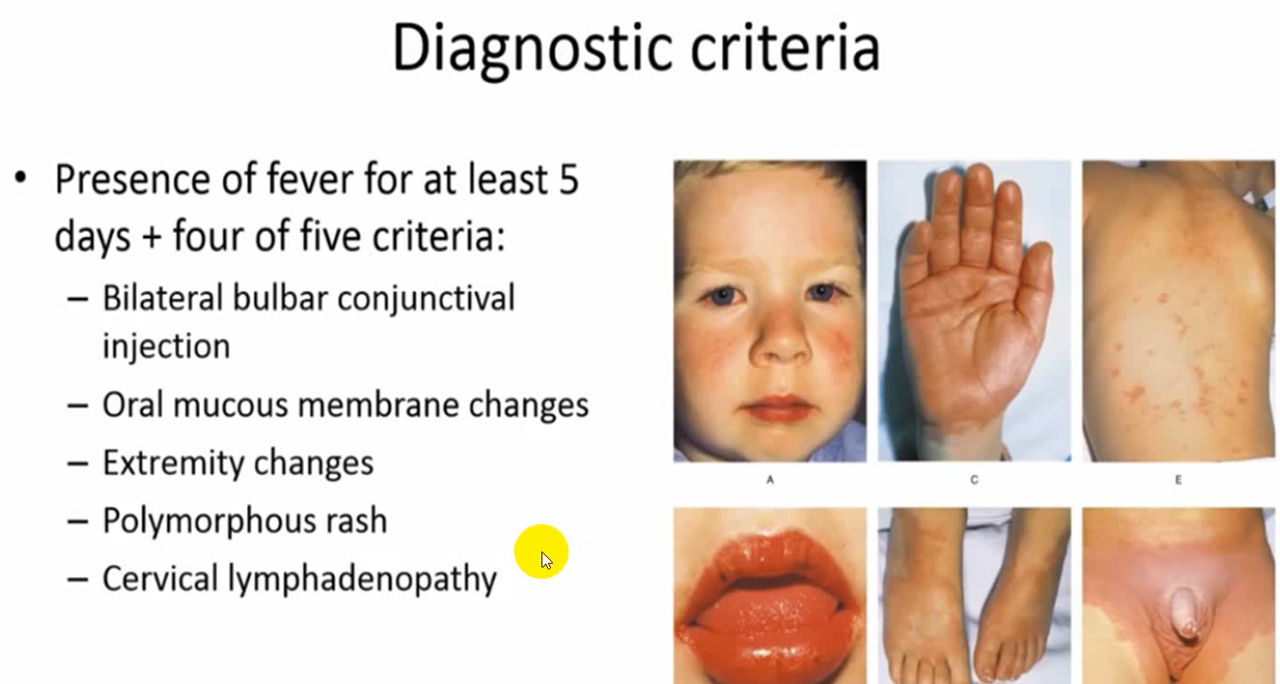 Diagnostic criteria
• Presence of fever for at least 5
days + four of five criteria:
– Bilateral bulbar conjunctival
injection
– Oral mucous membrane changes
– Extremity changes
– Polymorphous rash
– Cervical lymphadenopathy
A
C
E